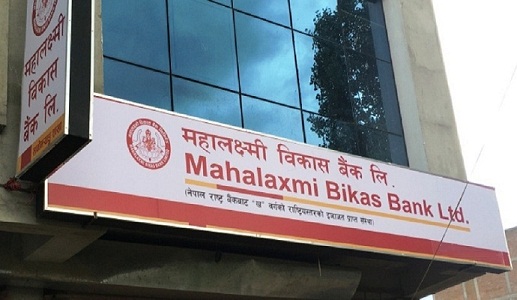 महालक्ष्मी
विकास
बैंक लि.
महालक्ष्मी विकास बैंक लि.
Mahalaxmi Bikas Bank Ltd.
(नेपाल राष्ट्र बैंकबाट "ख" वर्गको राष्ट्रियस्तरको इजाजत प्राप्त संस्था)